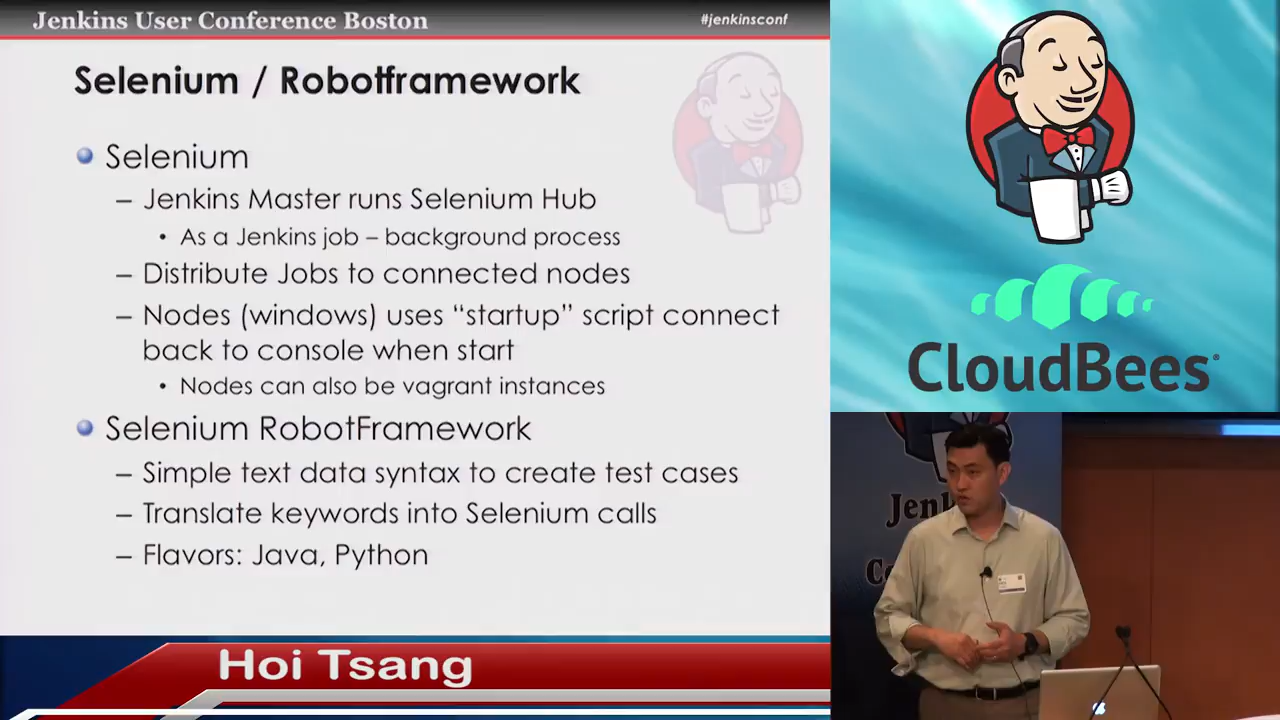 Jenkins User Conference Boston
#jenkinsconf
Selenium / Robotframework
Selenium
– Jenkins Master runs Selenium Hub
• As a Jenkins job – background process
– Distribute Jobs to connected nodes
– Nodes (windows) uses “startup” script connect
back to console when start
• Nodes can also be vagrant instances
Selenium RobotFramework
– Simple text data syntax to create test cases
– Translate keywords into Selenium calls
– Flavors: Java, Python
Hoi Tsang
CloudBees